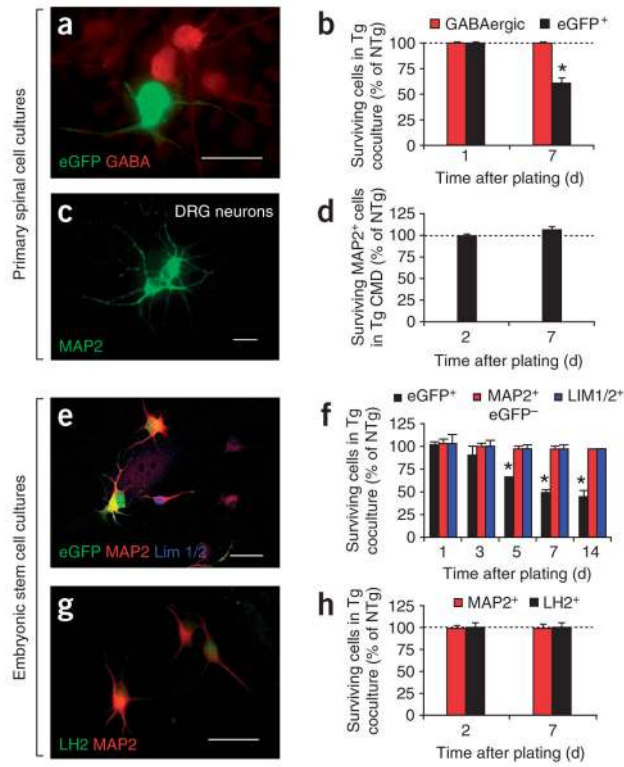 Primary spinal cell cultures
a
eGFP GABA
b
GABAergic eGFP+
Surviving cells in Tg
coculture (% of NTg)
125
100
75
50
25
0
*
1 7
Time after plating (d)
c
DRG neurons
MAP2
d
Surviving MAP2+ cells
in Tg CMD (% of NTg)
125
100
75
50
25
0
2 7
Time after plating (d)
Embryonic stem cell cultures
e
eGFP MAP2 Lim 1/2
f
eGFP+ MAP2+ LIM1/2+
eGFP–
Surviving cells in Tg
coculture (% of NTg)
125
100
75
50
25
0
* * *
1 3 5 7 14
Time after plating (d)
g
LH2 MAP2
h
MAP2+ LH2+
Surviving cells in Tg
coculture (% of NTg)
125
100
75
50
25
0
2 7
Time after plating (d)